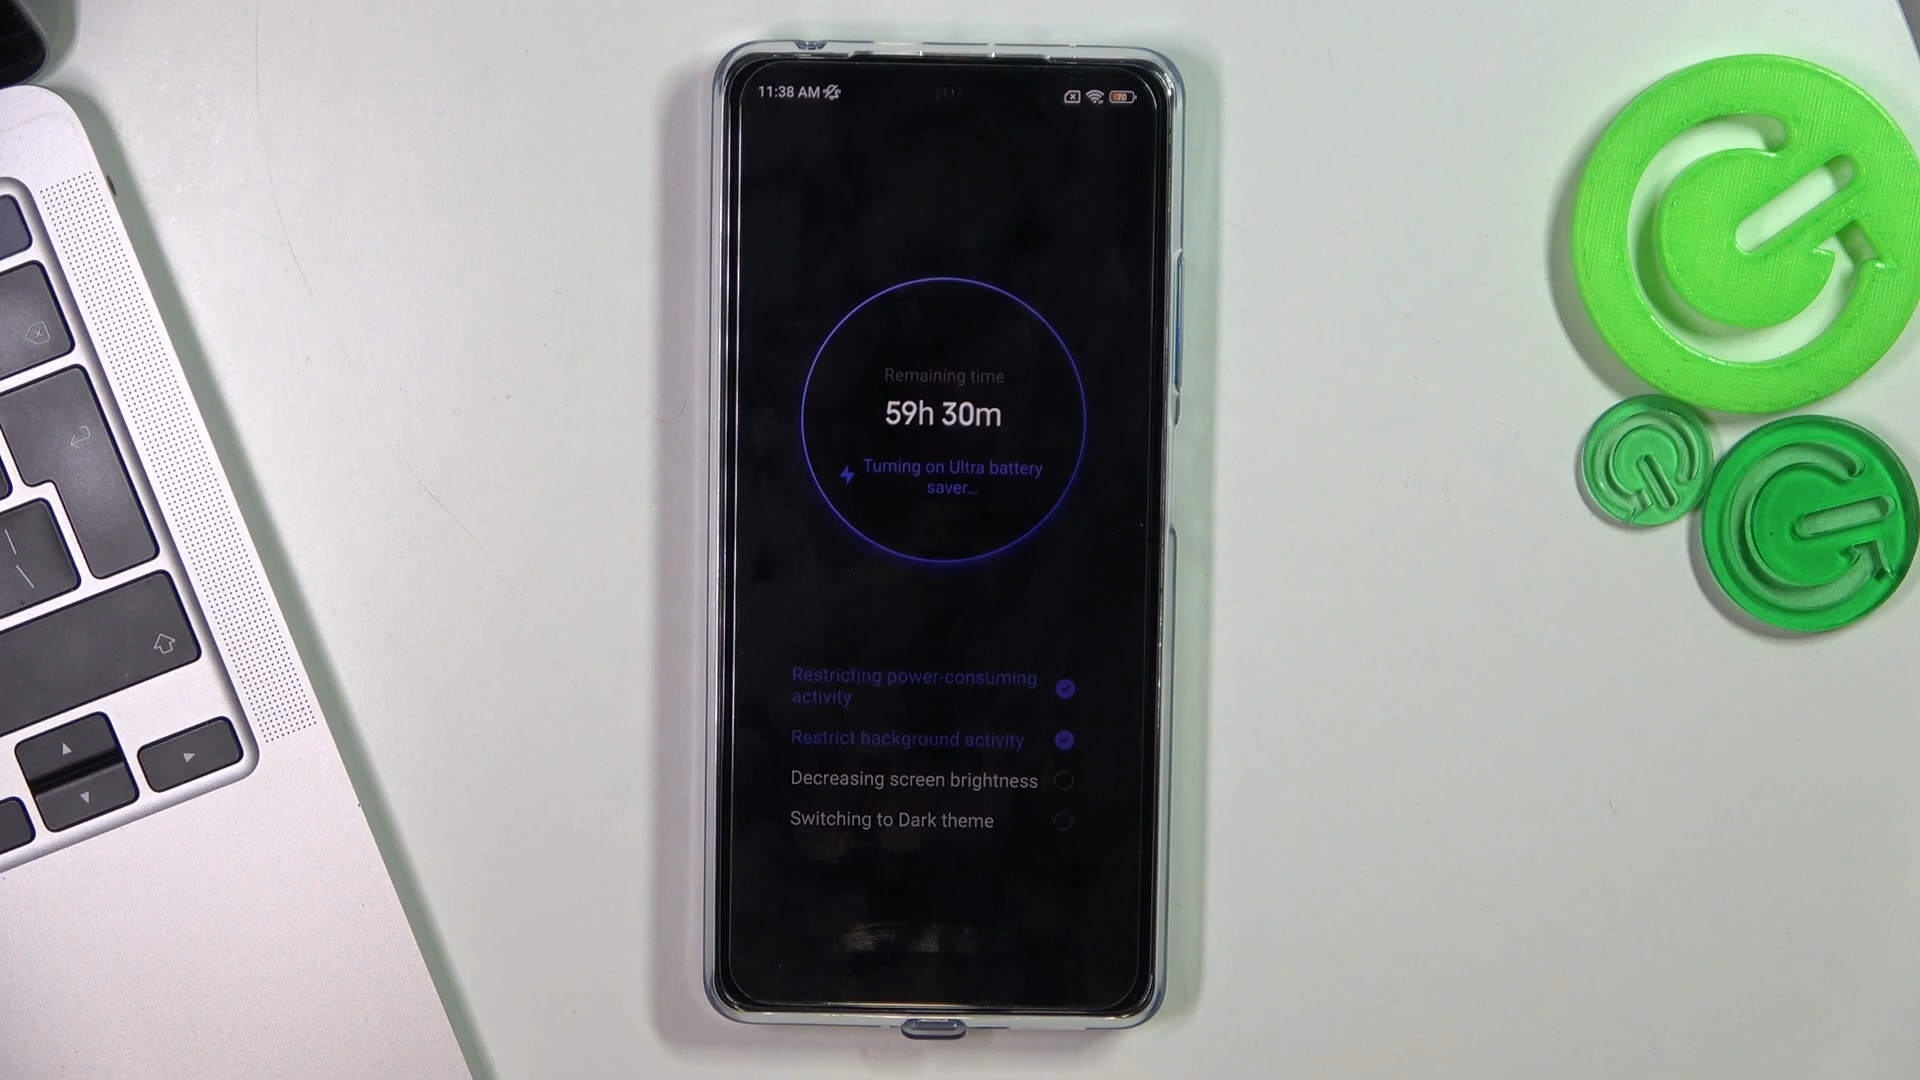 11:38 AM
70
Remaining time
59h 30m
Turning on Ultra battery
saver...
Restricting power-consuming
activity
Restrict background activity
Decreasing screen brightness
Switching to Dark theme